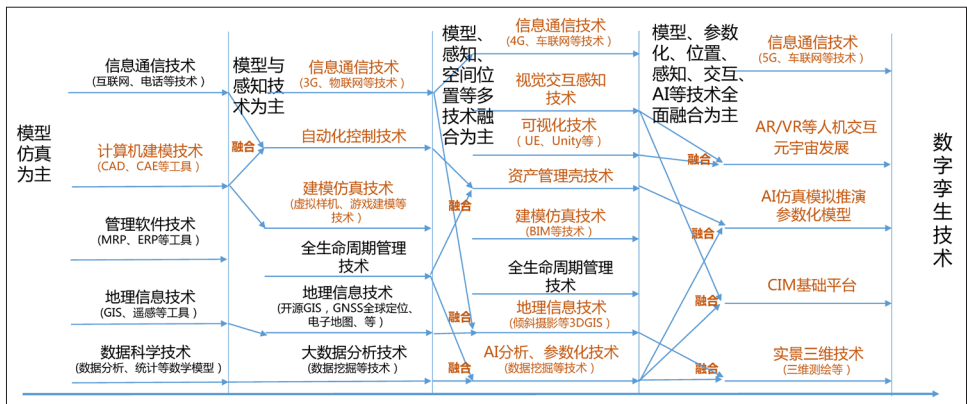 模型
仿真
为主
信息通信技术
(互联网、电话等技术)
计算机建模技术
(CAD、CAE等工具)
管理软件技术
(MRP、ERP等工具)
地理信息技术
(GIS、遥感等工具)
数据科学技术
(数据分析、统计等数学模型)
模型与
感知技
术为主
融合
信息通信技术
(3G、物联网等技术)
自动化控制技术
建模仿真技术
(虚拟样机、游戏建模等
技术)
全生命周期管理
技术
地理信息技术
(开源GIS，GNSS全球定位、
电子地图、等)
大数据分析技术
(数据挖掘等技术)
模型、
感知、
空间位
置等多
技术融
合为主
融合
融合
融合
信息通信技术
(4G、车联网等技术)
视觉交互感知
技术
可视化技术
(UE、Unity等)
资产管理壳技术
建模仿真技术
(BIM等技术)
全生命周期管理
技术
地理信息技术
(倾斜摄影等3DGIS)
AI分析、参数化技术
(数据挖掘等技术)
模型、参数
化、位置、
感知、交互、
AI等技术全
面融合为主
融合
融合
融合
融合
信息通信技术
(5G、车联网等技术)
AR/VR等人机交互
元宇宙发展
AI仿真模拟推演
参数化模型
CIM基础平台
实景三维技术
(三维测绘等)
数
字
孪
生
技
术